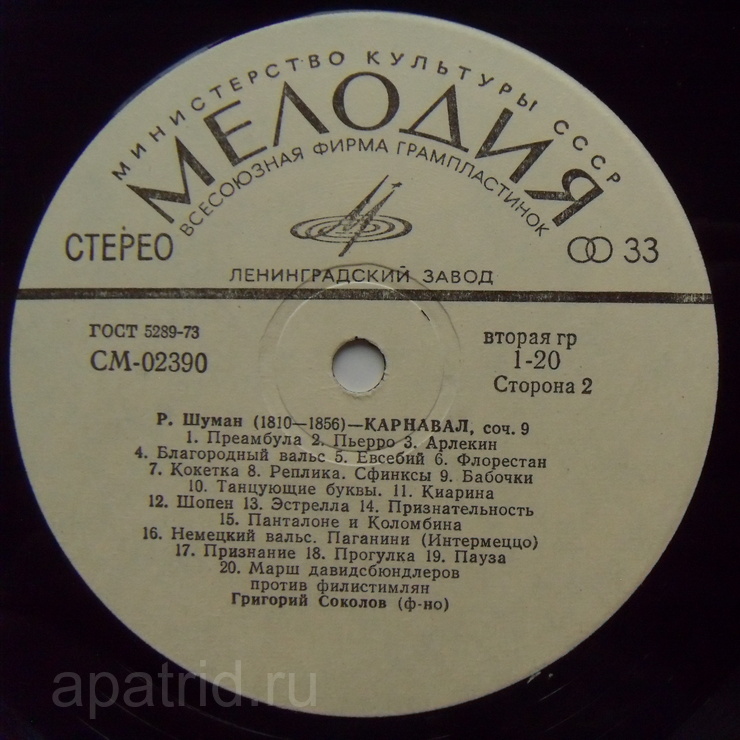 МИНИСТЕРСТВО КУЛЬТУРЫ СССР
МЕЛОДИЯ
ВСЕСОЮЗНАЯ ФИРМА ГРАМПЛАСТИНОК
СТЕРЕО
33
ЛЕНИНГРАДСКИЙ ЗАВОД
ГОСТ 5289-73
СМ-02390
вторая гр
1-20
Сторона 2
Р. Шуман (1810—1856)—КАРНАВАЛ, соч. 9
1. Преамбула 2. Пьерро 3. Арлекин
4. Благородный вальс 5. Евсебий 6. Флорестан
7. Кокетка 8. Реплика. Сфинксы 9. Бабочки
10. Танцующие буквы. 11. Киарина
12. Шопен 13. Эстрелла 14. Признательность
15. Панталоне и Коломбина
16. Немецкий вальс. Паганини (Интермеццо)
17. Признание 18. Прогулка 19. Пауза
20. Марш давидсбюндлеров
против филистимлян
Григорий Соколов (ф-но)
apatrid.ru